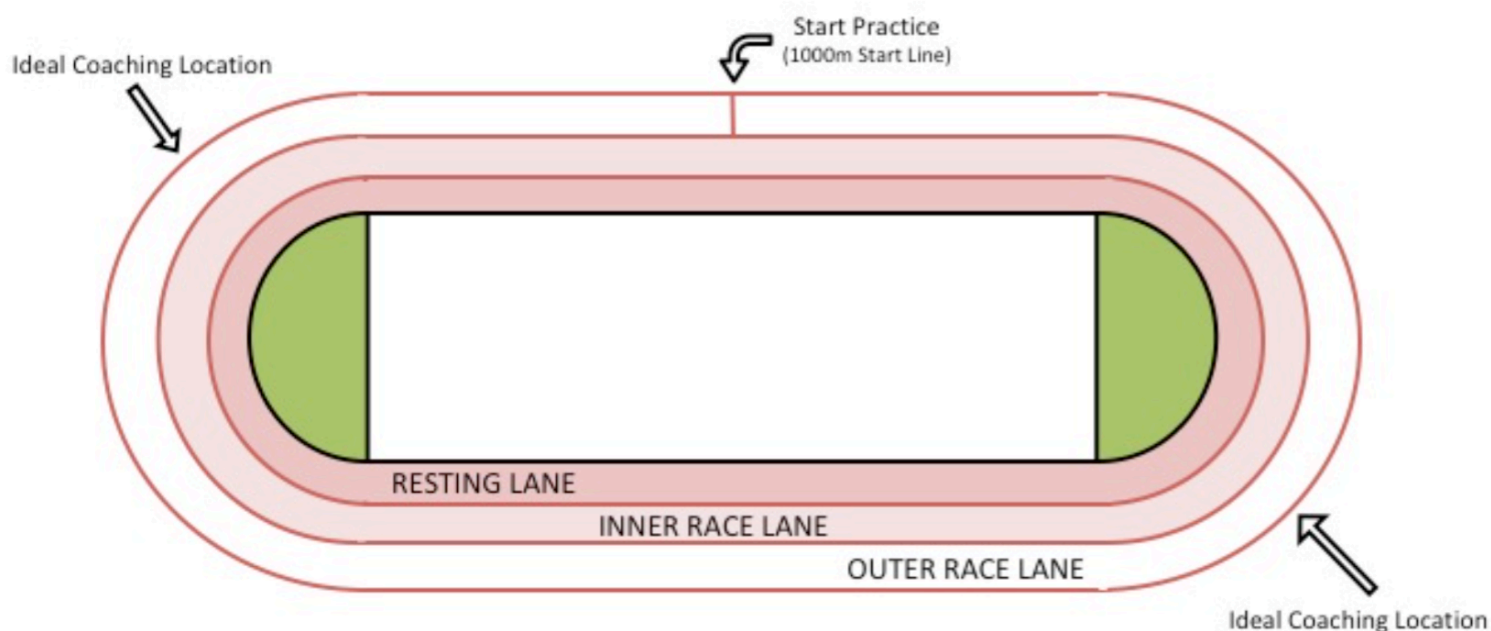 Start Practice
(1000m Start Line)
Ideal Coaching Location
RESTING LANE
INNER RACE LANE
OUTER RACE LANE
Ideal Coaching Location